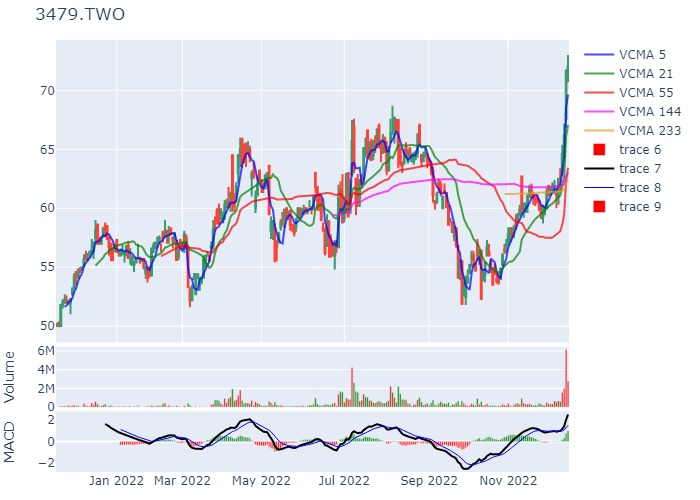 3479.TWO
VCMA 5
VCMA 21
VCMA 55
VCMA 144
VCMA 233
trace 6
trace 7
trace 8
trace 9
70
65
60
55
50
Volume
6M
4M
2M
0
MACD
2
0
−2
Jan 2022 Mar 2022 May 2022 Jul 2022 Sep 2022 Nov 2022